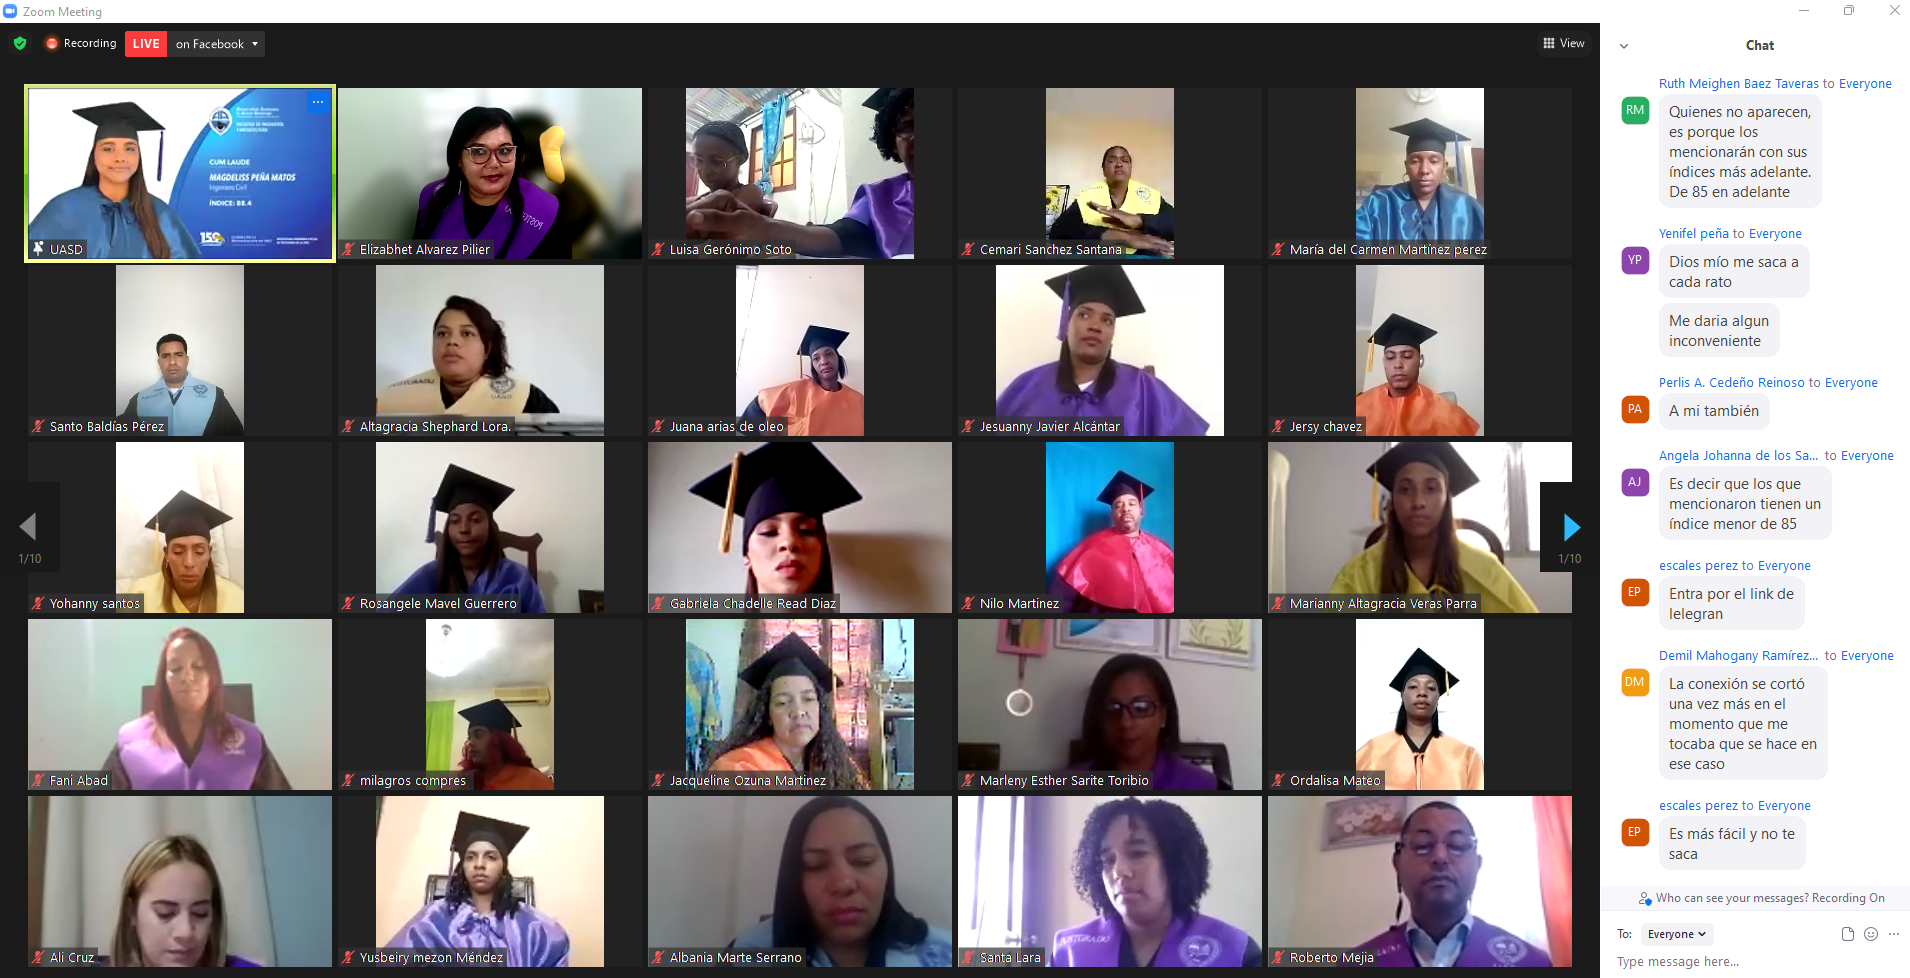 Zoom Meeting
Recording
LIVE
on Facebook
View
CUM LAUDE
MAGDELISS PEÑA MATOS
Ingeniero Civil
ÍNDICE: 88.4
UASD
Elizabhet Alvarez Pilier
POSTGRADU
Luisa Gerónimo Soto
Cemari Sanchez Santana
María del Carmen Martínez perez
Santo Baldías Pérez
POSTGRADU
Altagracia Shephard Lora.
Juana arias de oleo
Jesuanny Javier Alcántar
Jersy chavez
Yohanny santos
Rosangele Mavel Guerrero
Gabriela Chadelle Read Diaz
Nilo Martinez
Marianny Altagracia Veras Parra
1/10
1/10
Fani Abad
milagros compres
Jacqueline Ozuna Martinez
Marleny Esther Sarite Toribio
Ordalisa Mateo
Ali Cruz
Yusbeiry mezon Méndez
Albania Marte Serrano
POSTGRADU
Santa Lara
Roberto Mejia
Chat
Ruth Meighen Baez Taveras to Everyone
RM
Quienes no aparecen,
es porque los
mencionarán con sus
índices más adelante.
De 85 en adelante
Yenifel peña to Everyone
YP
Dios mío me saca a
cada rato
Me daria algun
inconveniente
Perlis A. Cedeño Reinoso to Everyone
PA
A mi también
Angela Johanna de los Sa... to Everyone
AJ
Es decir que los que
mencionaron tienen un
índice menor de 85
escales perez to Everyone
EP
Entra por el link de
lelegran
Demil Mahogany Ramírez... to Everyone
DM
La conexión se cortó
una vez más en el
momento que me
tocaba que se hace en
ese caso
escales perez to Everyone
EP
Es más fácil y no te
saca
Who can see your messages? Recording On
To: Everyone
Type message here...